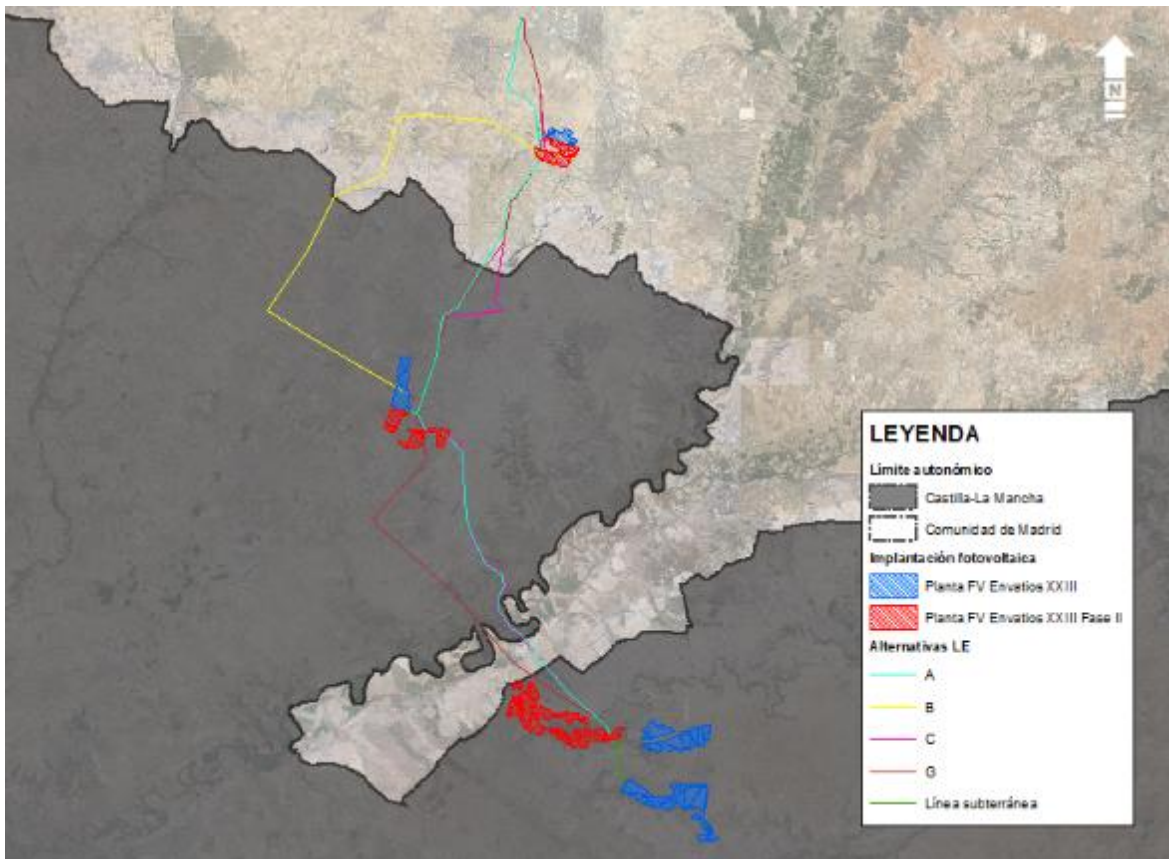 N
LEYENDA
Límite autonómico
Castilla-La Mancha
Comunidad de Madrid
Implantación fotovoltaica
Planta FV Envatios XXIII
Planta FV Envatios XXIII Fase II
Alternativas LE
A
B
C
G
Línea subterránea